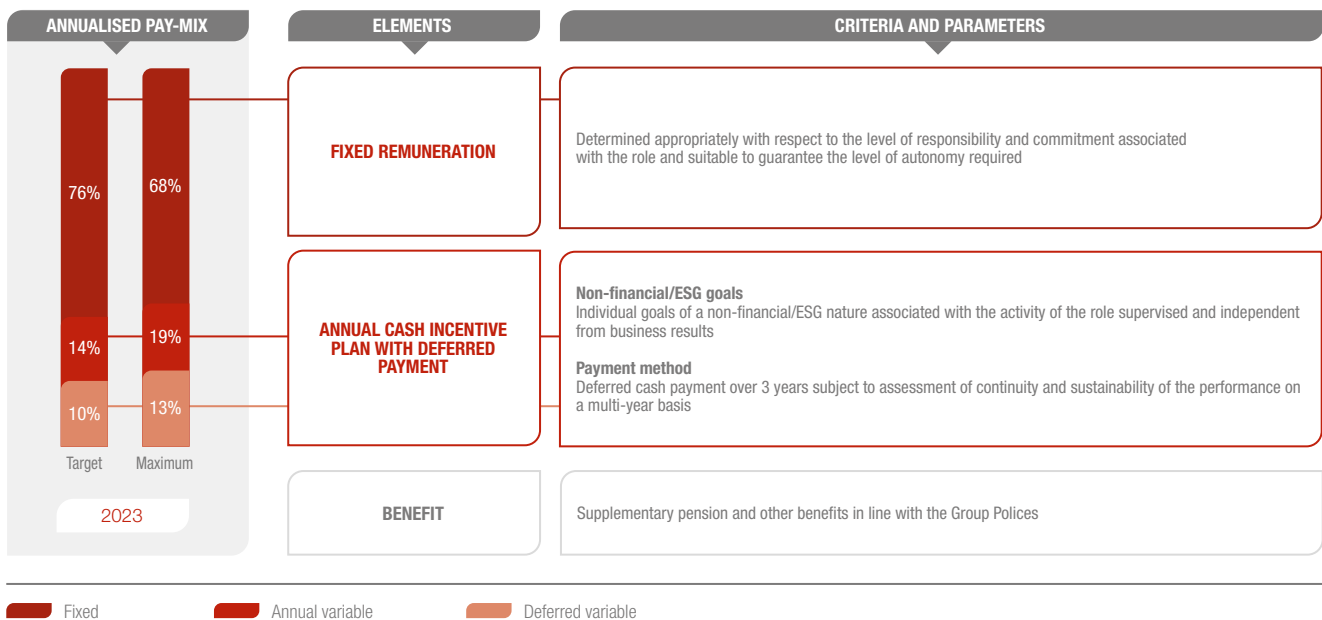 ANNUALISED PAY-MIX
ELEMENTS
CRITERIA AND PARAMETERS
76%
68%
14%
19%
10%
13%
Target
Maximum
2023
FIXED REMUNERATION
Determined appropriately with respect to the level of responsibility and commitment associated
with the role and suitable to guarantee the level of autonomy required
ANNUAL CASH INCENTIVE
PLAN WITH DEFERRED
PAYMENT
Non-financial/ESG goals
Individual goals of a non-financial/ESG nature associated with the activity of the role supervised and independent
from business results
Payment method
Deferred cash payment over 3 years subject to assessment of continuity and sustainability of the performance on
a multi-year basis
BENEFIT
Supplementary pension and other benefits in line with the Group Polices
Fixed
Annual variable
Deferred variable